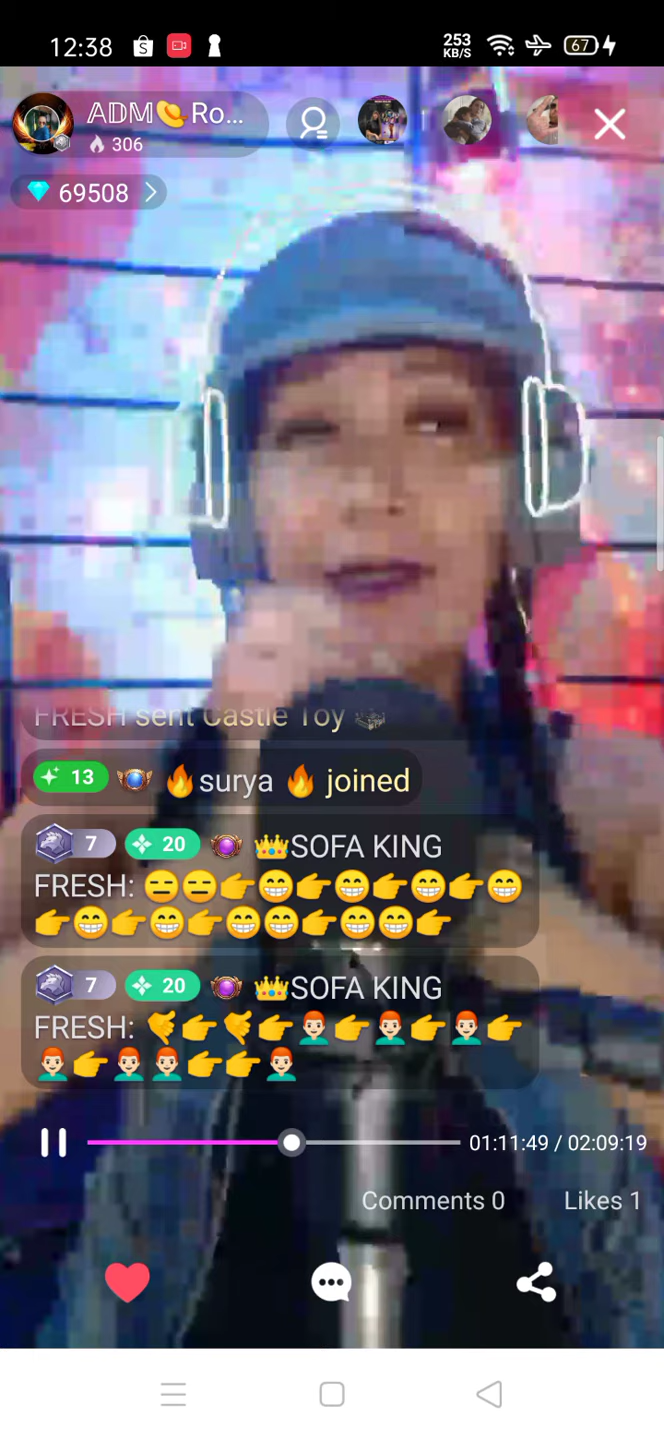 12:38
253
KB/S
67
𝔸𝔻𝕄👒Ro...
306
69508
FRESH sent Castle Toy
13 🔥surya 🔥 joined
7 20 👑SOFA KING
FRESH: 😑😑👉😁👉😁👉😁👉😁
👉😁👉😁👉😁😁👉😁😁👉
7 20 👑SOFA KING
FRESH: 🤙👉🤙👉💆🏻‍♂️👉💆🏻‍♂️👉💆🏻‍♂️👉
💆🏻‍♂️👉💆🏻‍♂️💆🏻‍♂️👉👉💆🏻‍♂️
01:11:49 / 02:09:19
Comments 0
Likes 1